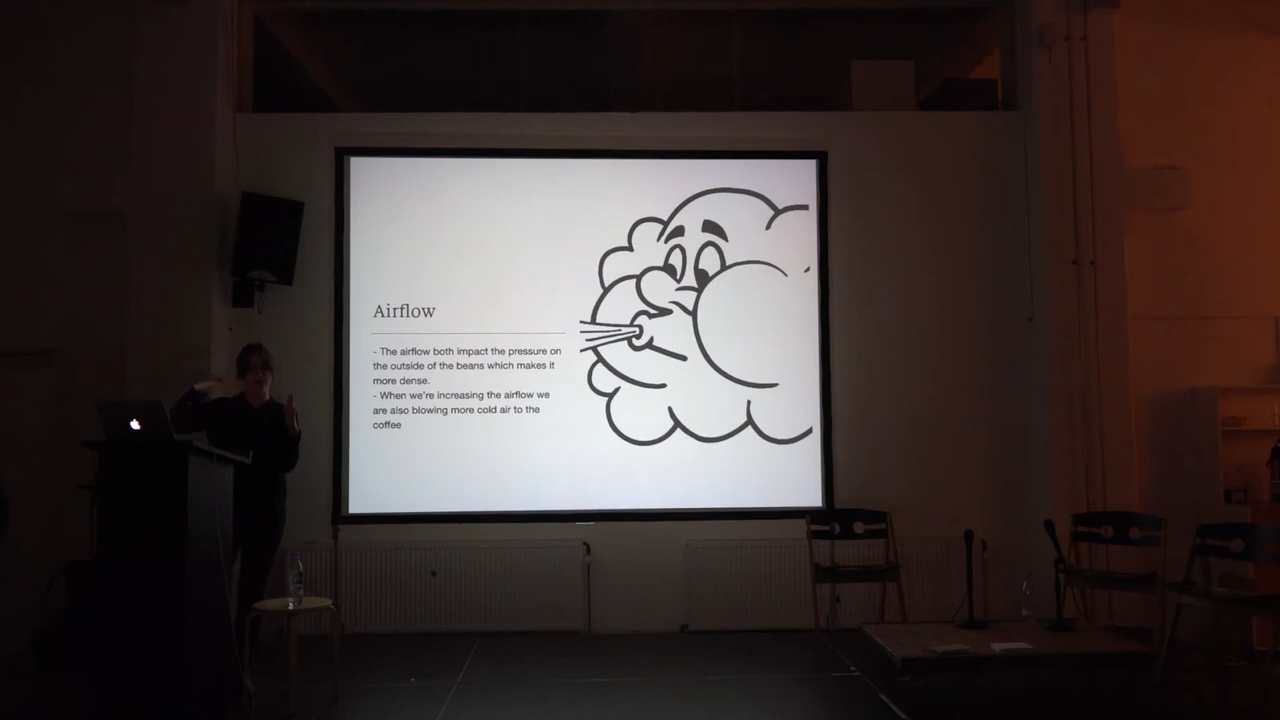 Airflow
- The airflow both impact the pressure on
the outside of the beans which makes it
more dense.
- When we're increasing the airflow we
are also blowing more cold air to the
coffee